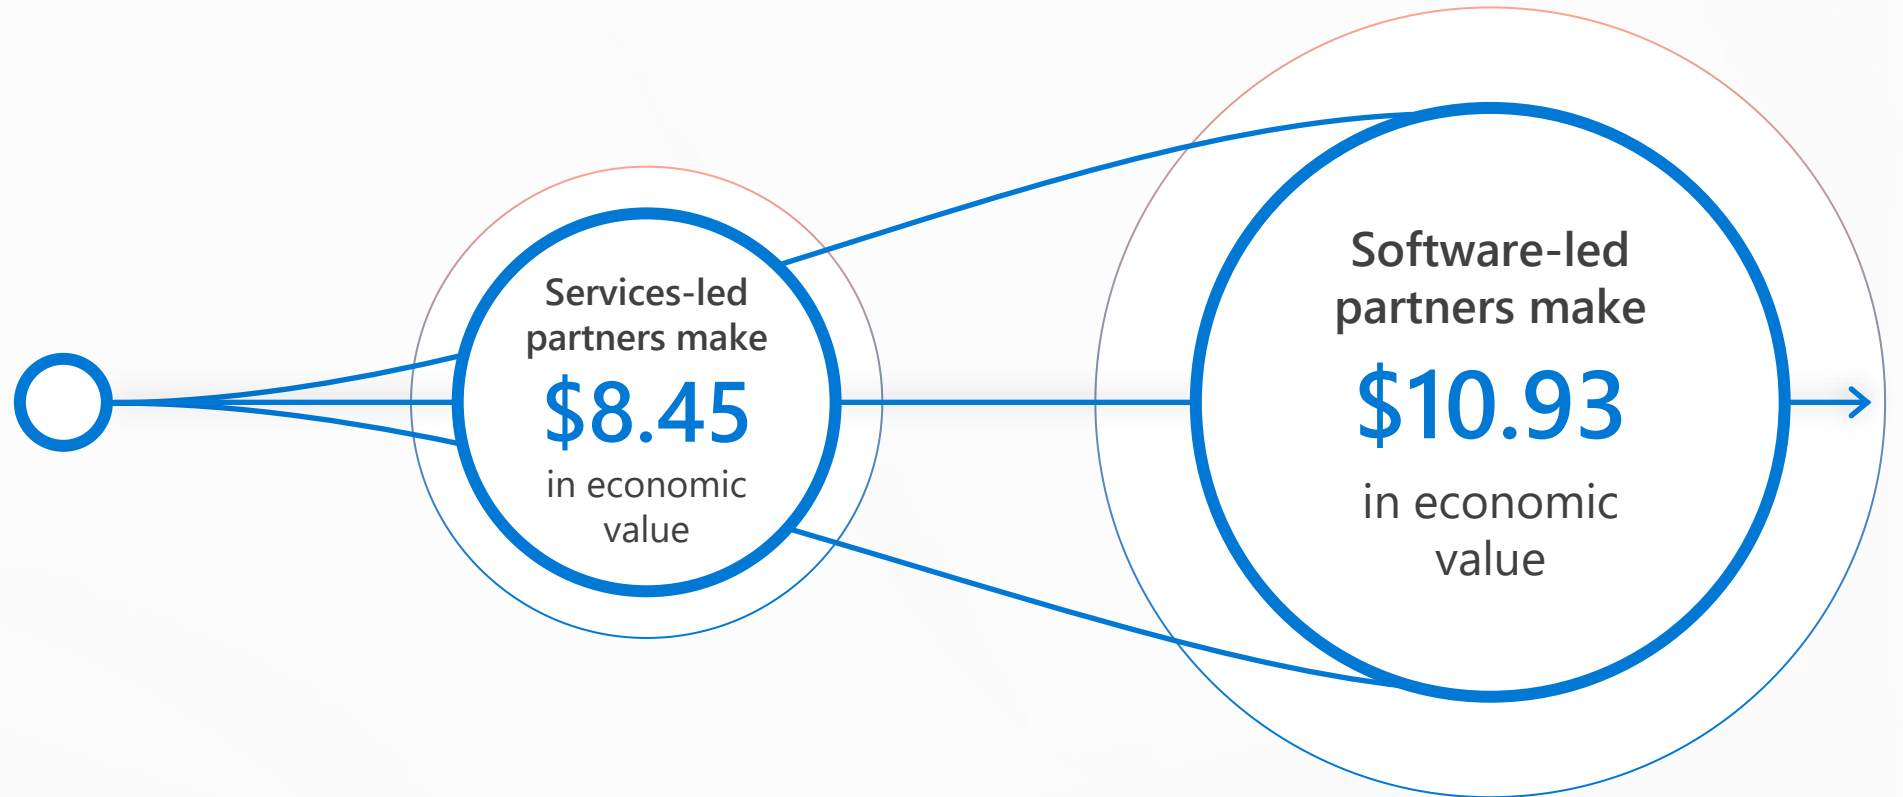 Services-led
partners make
$8.45
in economic
value
Software-led
partners make
$10.93
in economic
value